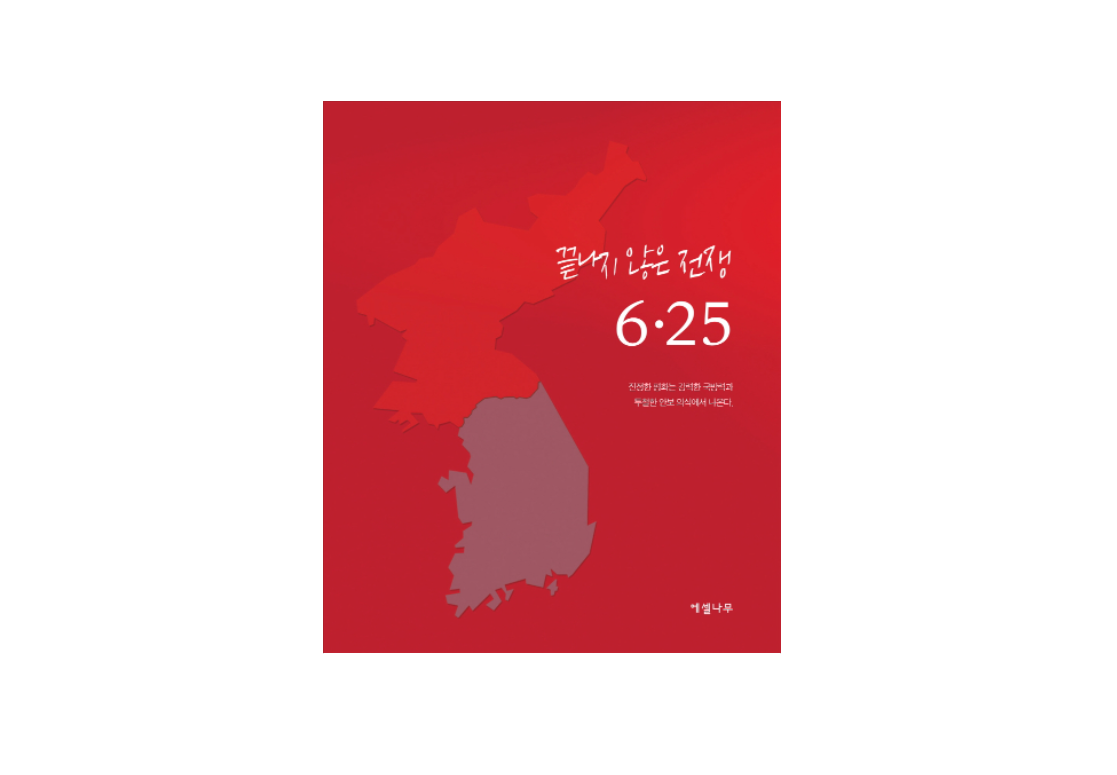 끝나지 않은 전쟁
6·25
진정한 평화는 강력한 국방력과
투철한 안보 의식에서 나온다.
에셀나무